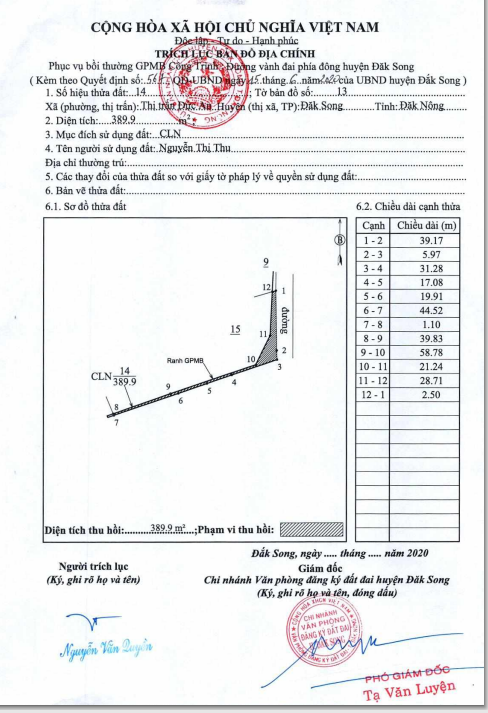 CỘNG HÒA XÃ HỘI CHỦ NGHĨA VIỆT NAM
Độc lập - Tự do - Hạnh phúc
TRÍCH LỤC BẢN ĐỒ ĐỊA CHÍNH
Phục vụ bồi thường GPMB Công Trình : Đường vành đai phía đông huyện Đăk Song
( Kèm theo Quyết định số: QĐ-UBND ngày 15 tháng 6 năm 2020 của UBND huyện Đắk Song )
1. Số hiệu thửa đất: 14 ; Tờ bản đồ số: 13
Xã (phường, thị trấn): Thị trấn Đức An Huyện (thị xã, TP): Đăk Song Tỉnh: Đăk Nông
2. Diện tích: 389.9 m²
3. Mục đích sử dụng đất: CLN
4. Tên người sử dụng đất: Nguyễn Thị Thu
Địa chỉ thường trú:
5. Các thay đổi của thửa đất so với giấy tờ pháp lý về quyền sử dụng đất:
6. Bản vẽ thửa đất:
6.1. Sơ đồ thửa đất
6.2. Chiều dài cạnh thửa
Cạnh Chiều dài (m)
1 - 2 39.17
2 - 3 5.97
3 - 4 31.28
4 - 5 17.08
5 - 6 19.91
6 - 7 44.52
7 - 8 1.10
8 - 9 39.83
9 - 10 58.78
10 - 11 21.24
11 - 12 28.71
12 - 1 2.50
B
9
12
1
đường
15
11
2
10
3
Ranh GPMB
4
5
6
9
CLN 14
389.9
8
7
Diện tích thu hồi: 389.9 m² ;Phạm vi thu hồi:
Đắk Song, ngày ..... tháng ..... năm 2020
Người trích lục
(Ký, ghi rõ họ và tên)
Giám đốc
Chi nhánh Văn phòng đăng ký đất đai huyện Đăk Song
(Ký, ghi rõ họ và tên, đóng dấu)
CHI NHÁNH
VĂN PHÒNG
ĐĂNG KÝ ĐẤT ĐAI
Nguyễn Văn Quyền
PHÓ GIÁM ĐỐC
Tạ Văn Luyện